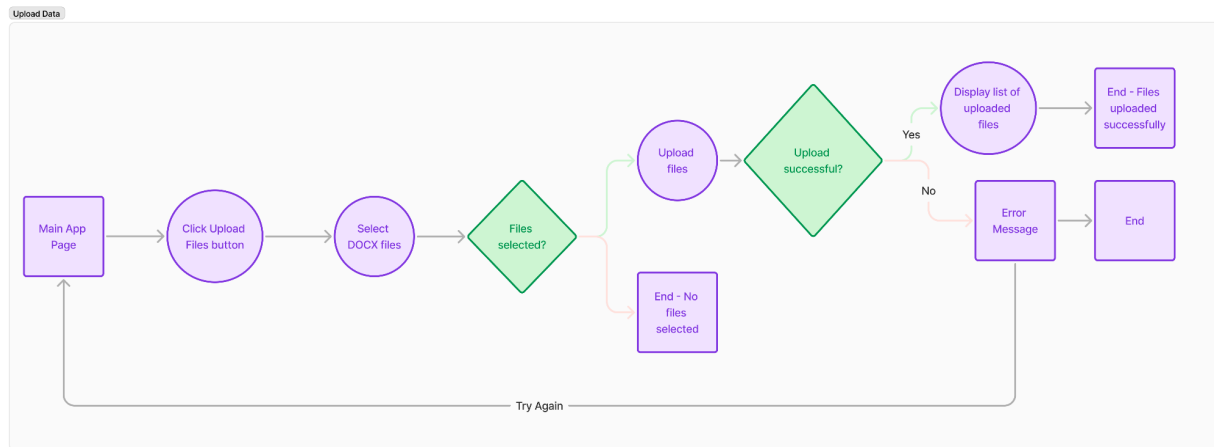 Upload Data
Main App
Page
Click Upload
Files button
Select
DOCX files
Files
selected?
Upload
files
End - No
files
selected
Upload
successful?
Yes
No
Display list of
uploaded
files
End - Files
uploaded
successfully
Error
Message
End
Try Again